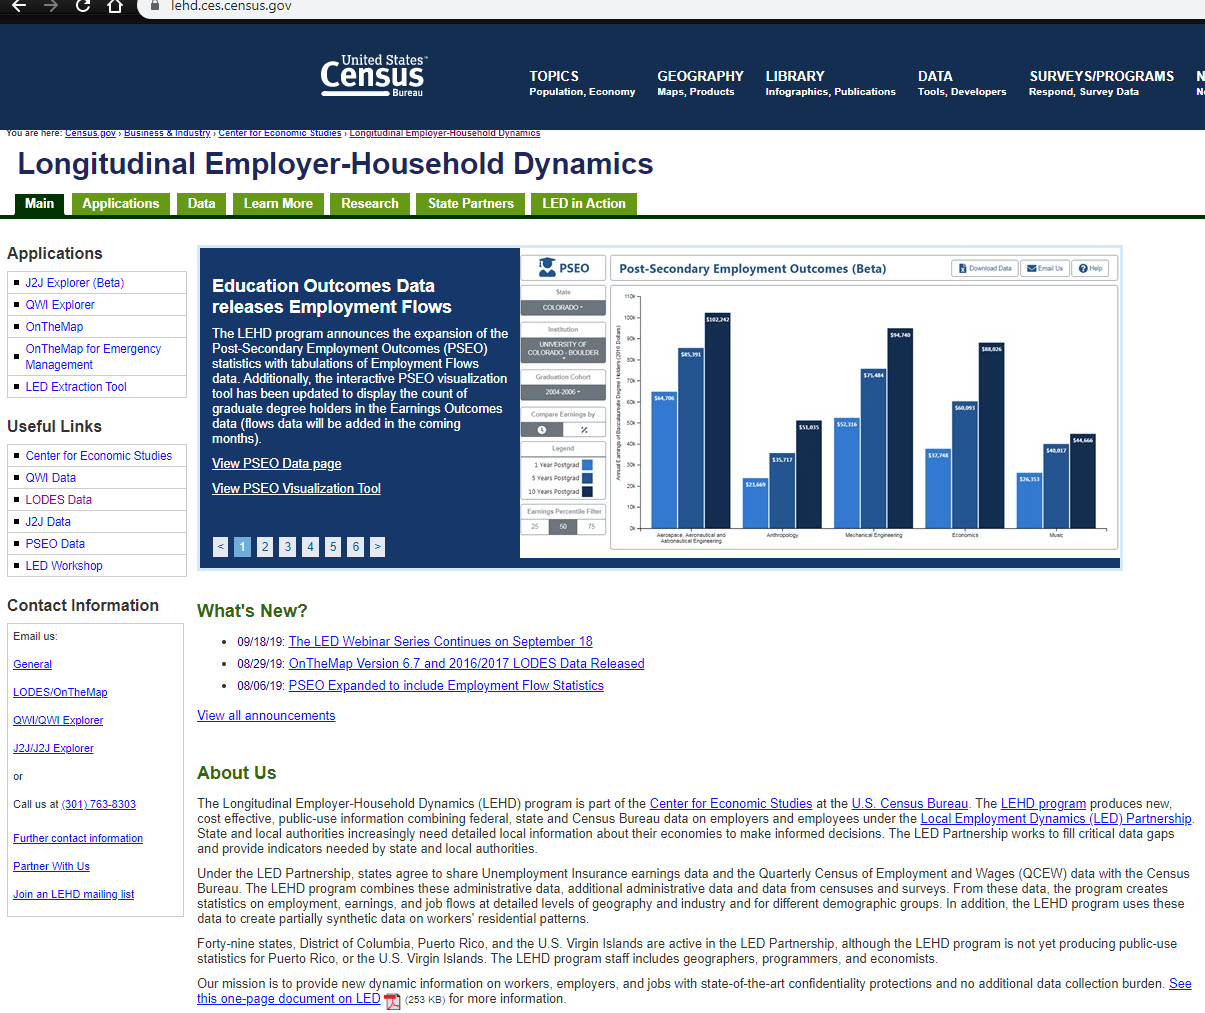 lehd.ces.census.gov
United States™
Census
Bureau
TOPICS
Population, Economy
GEOGRAPHY
Maps, Products
LIBRARY
Infographics, Publications
DATA
Tools, Developers
SURVEYS/PROGRAMS
Respond, Survey Data
You are here: Census.gov › Business & Industry › Center for Economic Studies › Longitudinal Employer-Household Dynamics
Longitudinal Employer-Household Dynamics
Main
Applications
Data
Learn More
Research
State Partners
LED in Action
Applications
J2J Explorer (Beta)
QWI Explorer
OnTheMap
OnTheMap for Emergency
Management
LED Extraction Tool
Useful Links
Center for Economic Studies
QWI Data
LODES Data
J2J Data
PSEO Data
LED Workshop
Contact Information
Email us:
General
LODES/OnTheMap
QWI/QWI Explorer
J2J/J2J Explorer
or
Call us at (301) 763-8303
Further contact information
Partner With Us
Join an LEHD mailing list
Education Outcomes Data
releases Employment Flows
The LEHD program announces the expansion of the
Post-Secondary Employment Outcomes (PSEO)
statistics with tabulations of Employment Flows
data. Additionally, the interactive PSEO visualization
tool has been updated to display the count of
graduate degree holders in the Earnings Outcomes
data (flows data will be added in the coming
months).
View PSEO Data page
View PSEO Visualization Tool
< 1 2 3 4 5 6 >
PSEO
State
COLORADO
Institution
UNIVERSITY OF
COLORADO - BOULDER
Graduation Cohort
2004-2006
Compare Earnings by
%
Legend
1 Year Postgrad
5 Years Postgrad
10 Years Postgrad
Earnings Percentile Filter
25 50 75
Post-Secondary Employment Outcomes (Beta)
Download Data
Email Us
Help
Annual Earnings of Baccalaureate Degree Holders (2016 Dollars)
110k
100k
90k
80k
70k
60k
50k
40k
30k
20k
10k
0k
$64,706
$85,391
$102,242
$23,669
$35,717
$51,035
$52,316
$75,484
$94,740
$37,748
$60,093
$88,026
$26,353
$40,017
$44,666
Aerospace, Aeronautical and
Astronautical Engineering
Anthropology
Mechanical Engineering
Economics
Music
What's New?
09/18/19: The LED Webinar Series Continues on September 18
08/29/19: OnTheMap Version 6.7 and 2016/2017 LODES Data Released
08/06/19: PSEO Expanded to include Employment Flow Statistics
View all announcements
About Us
The Longitudinal Employer-Household Dynamics (LEHD) program is part of the Center for Economic Studies at the U.S. Census Bureau. The LEHD program produces new,
cost effective, public-use information combining federal, state and Census Bureau data on employers and employees under the Local Employment Dynamics (LED) Partnership.
State and local authorities increasingly need detailed local information about their economies to make informed decisions. The LED Partnership works to fill critical data gaps
and provide indicators needed by state and local authorities.
Under the LED Partnership, states agree to share Unemployment Insurance earnings data and the Quarterly Census of Employment and Wages (QCEW) data with the Census
Bureau. The LEHD program combines these administrative data, additional administrative data and data from censuses and surveys. From these data, the program creates
statistics on employment, earnings, and job flows at detailed levels of geography and industry and for different demographic groups. In addition, the LEHD program uses these
data to create partially synthetic data on workers' residential patterns.
Forty-nine states, District of Columbia, Puerto Rico, and the U.S. Virgin Islands are active in the LED Partnership, although the LEHD program is not yet producing public-use
statistics for Puerto Rico, or the U.S. Virgin Islands. The LEHD program staff includes geographers, programmers, and economists.
Our mission is to provide new dynamic information on workers, employers, and jobs with state-of-the-art confidentiality protections and no additional data collection burden. See
this one-page document on LED (253 KB) for more information.